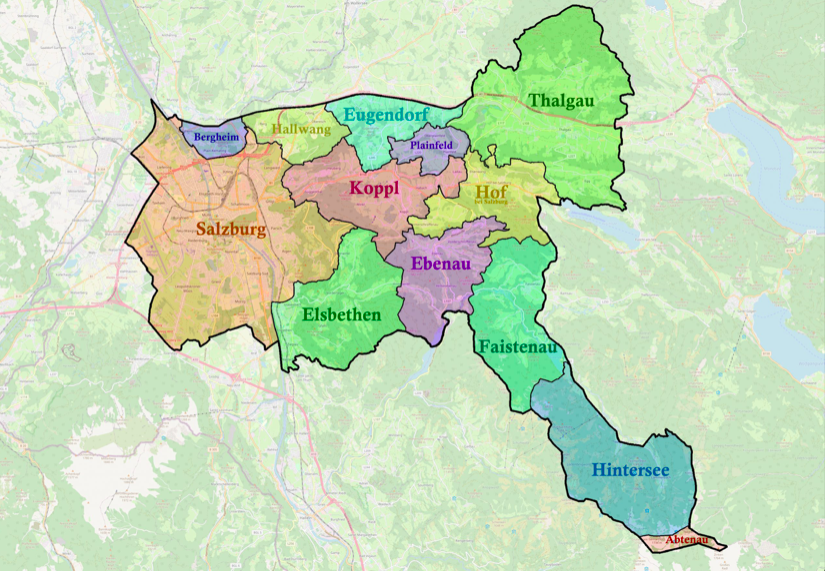 Thalgau
Eugendorf
Hallwang
Bergheim
Plainfeld
Koppl
Hof
bei Salzburg
Salzburg
Ebenau
Elsbethen
Faistenau
Hintersee
Abtenau